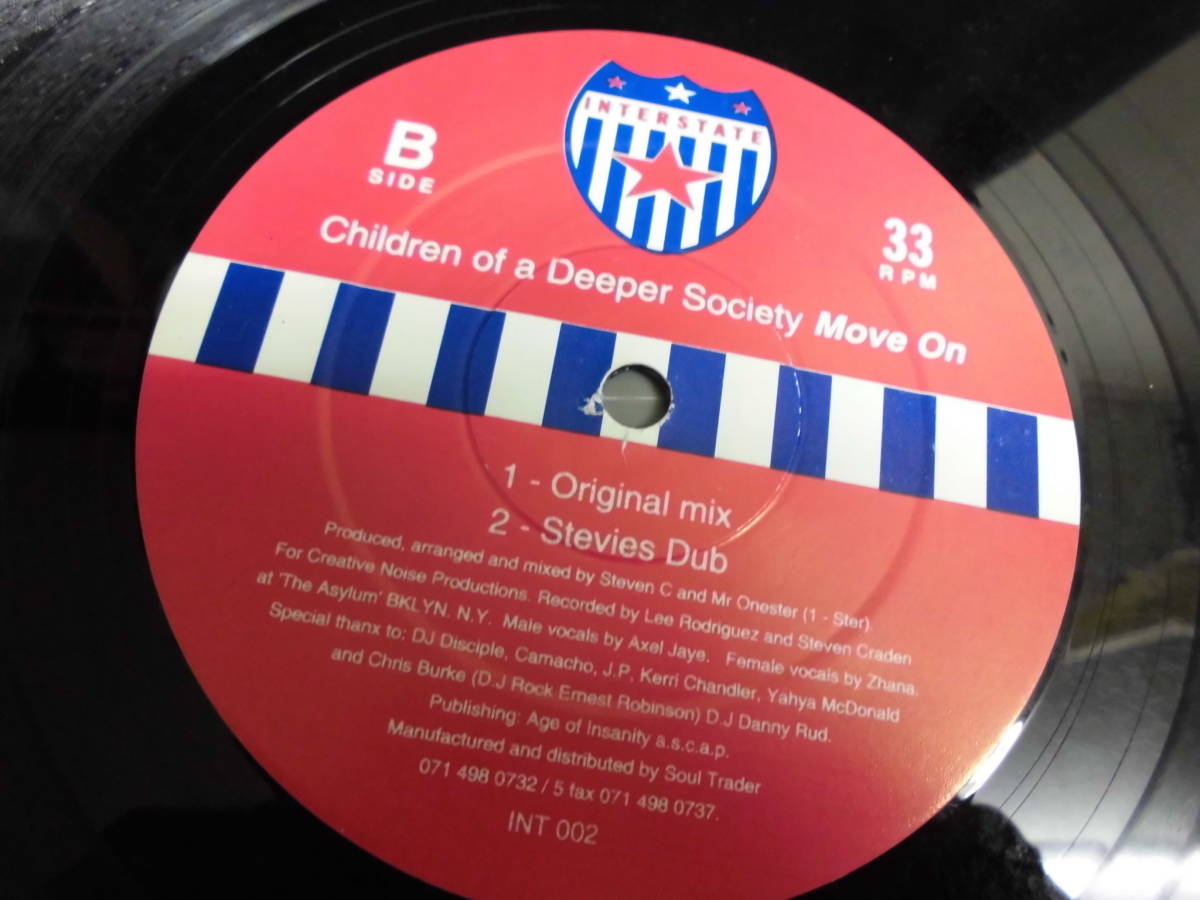 INTERSTATE
B
SIDE
33
RPM
Children of a Deeper Society Move On
1 - Original mix
2 - Stevies Dub
Produced, arranged and mixed by Steven C and Mr Onester (1 - Ster)
For Creative Noise Productions. Recorded by Lee Rodriguez and Steven Craden
at 'The Asylum' BKLYN. N.Y. Male vocals by Axel Jaye. Female vocals by Zhana.
Special thanx to: DJ Disciple, Camacho, J.P, Kerri Chandler, Yahya McDonald
and Chris Burke (D.J Rock Ernest Robinson) D.J Danny Rud.
Publishing: Age of Insanity a.s.c.a.p.
Manufactured and distributed by Soul Trader
071 498 0732 / 5 fax 071 498 0737.
INT 002